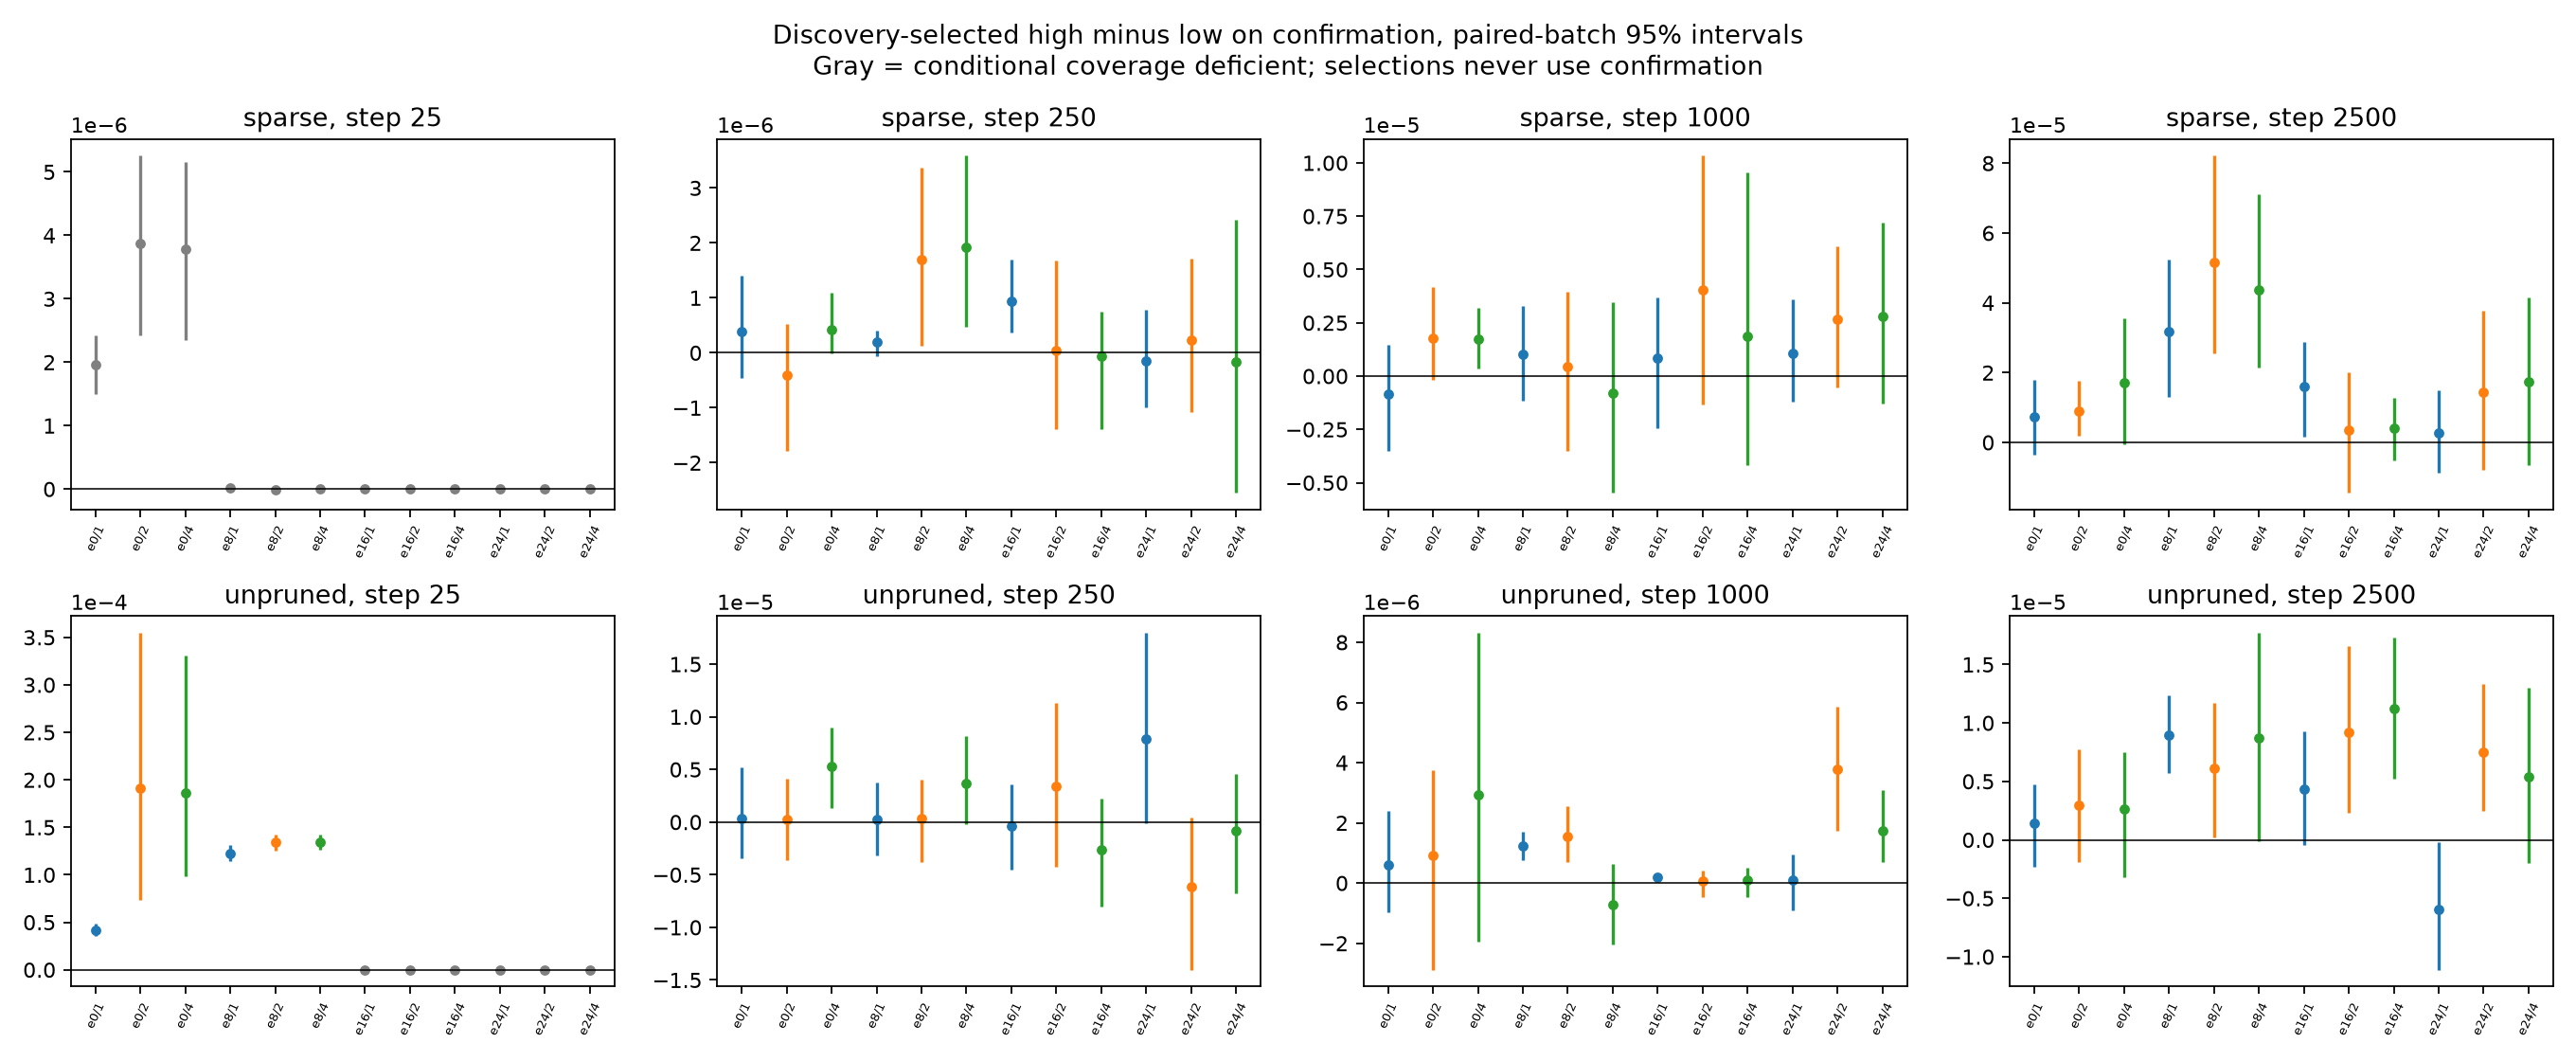 Discovery-selected high minus low on confirmation, paired-batch 95% intervals
Gray = conditional coverage deficient; selections never use confirmation
sparse, step 25
1e−6
5
4
3
2
1
0
e0/1 e0/2 e0/4 e8/1 e8/2 e8/4 e16/1 e16/2 e16/4 e24/1 e24/2 e24/4
sparse, step 250
1e−6
3
2
1
0
−1
−2
e0/1 e0/2 e0/4 e8/1 e8/2 e8/4 e16/1 e16/2 e16/4 e24/1 e24/2 e24/4
sparse, step 1000
1e−5
1.00
0.75
0.50
0.25
0.00
−0.25
−0.50
e0/1 e0/2 e0/4 e8/1 e8/2 e8/4 e16/1 e16/2 e16/4 e24/1 e24/2 e24/4
sparse, step 2500
1e−5
8
6
4
2
0
e0/1 e0/2 e0/4 e8/1 e8/2 e8/4 e16/1 e16/2 e16/4 e24/1 e24/2 e24/4
unpruned, step 25
1e−4
3.5
3.0
2.5
2.0
1.5
1.0
0.5
0.0
e0/1 e0/2 e0/4 e8/1 e8/2 e8/4 e16/1 e16/2 e16/4 e24/1 e24/2 e24/4
unpruned, step 250
1e−5
1.5
1.0
0.5
0.0
−0.5
−1.0
−1.5
e0/1 e0/2 e0/4 e8/1 e8/2 e8/4 e16/1 e16/2 e16/4 e24/1 e24/2 e24/4
unpruned, step 1000
1e−6
8
6
4
2
0
−2
e0/1 e0/2 e0/4 e8/1 e8/2 e8/4 e16/1 e16/2 e16/4 e24/1 e24/2 e24/4
unpruned, step 2500
1e−5
1.5
1.0
0.5
0.0
−0.5
−1.0
e0/1 e0/2 e0/4 e8/1 e8/2 e8/4 e16/1 e16/2 e16/4 e24/1 e24/2 e24/4